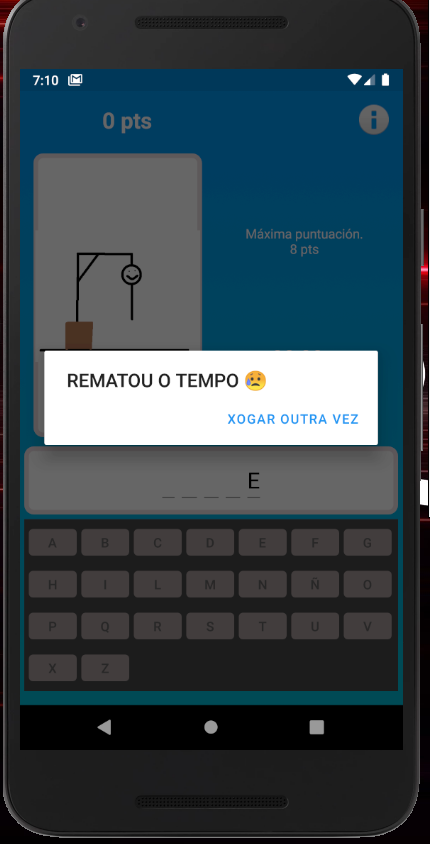 7:10
0 pts
Máxima puntuación.
8 pts
REMATOU O TEMPO 😥
XOGAR OUTRA VEZ
_ _ _ _ E
A B C D E F G
H I L M N Ñ O
P Q R S T U V
X Z